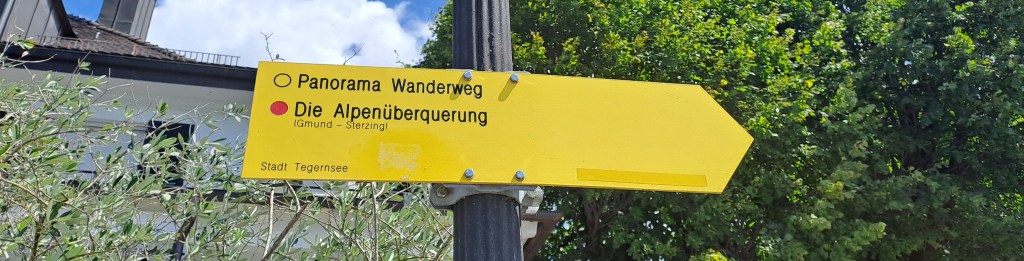 Panorama Wanderweg
Die Alpenüberquerung
(Gmund - Sterzing)
Stadt Tegernsee